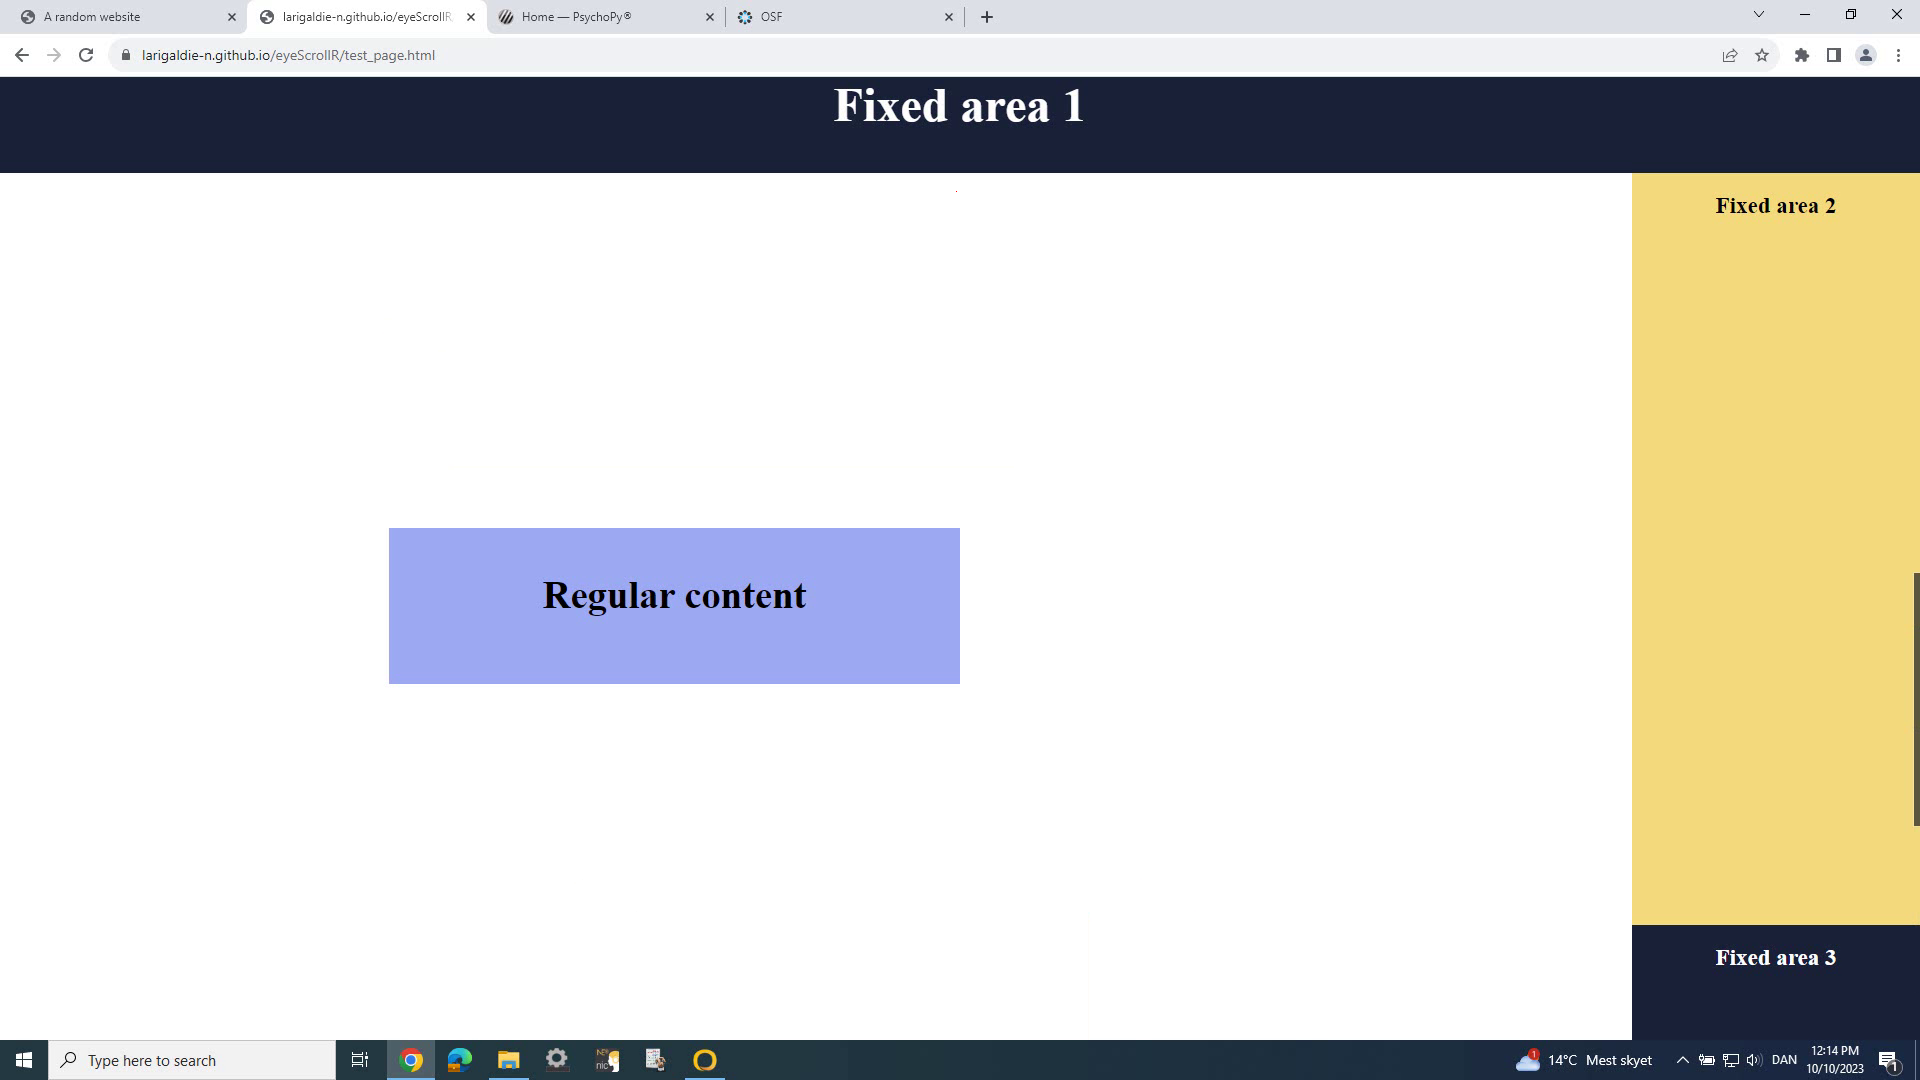 A random website
larigaldie-n.github.io/eyeScrollR
Home — PsychoPy®
OSF
larigaldie-n.github.io/eyeScrollR/test_page.html
Fixed area 1
Fixed area 2
Regular content
Fixed area 3
Type here to search
1
14°C Mest skyet
DAN
12:14 PM
10/10/2023
1